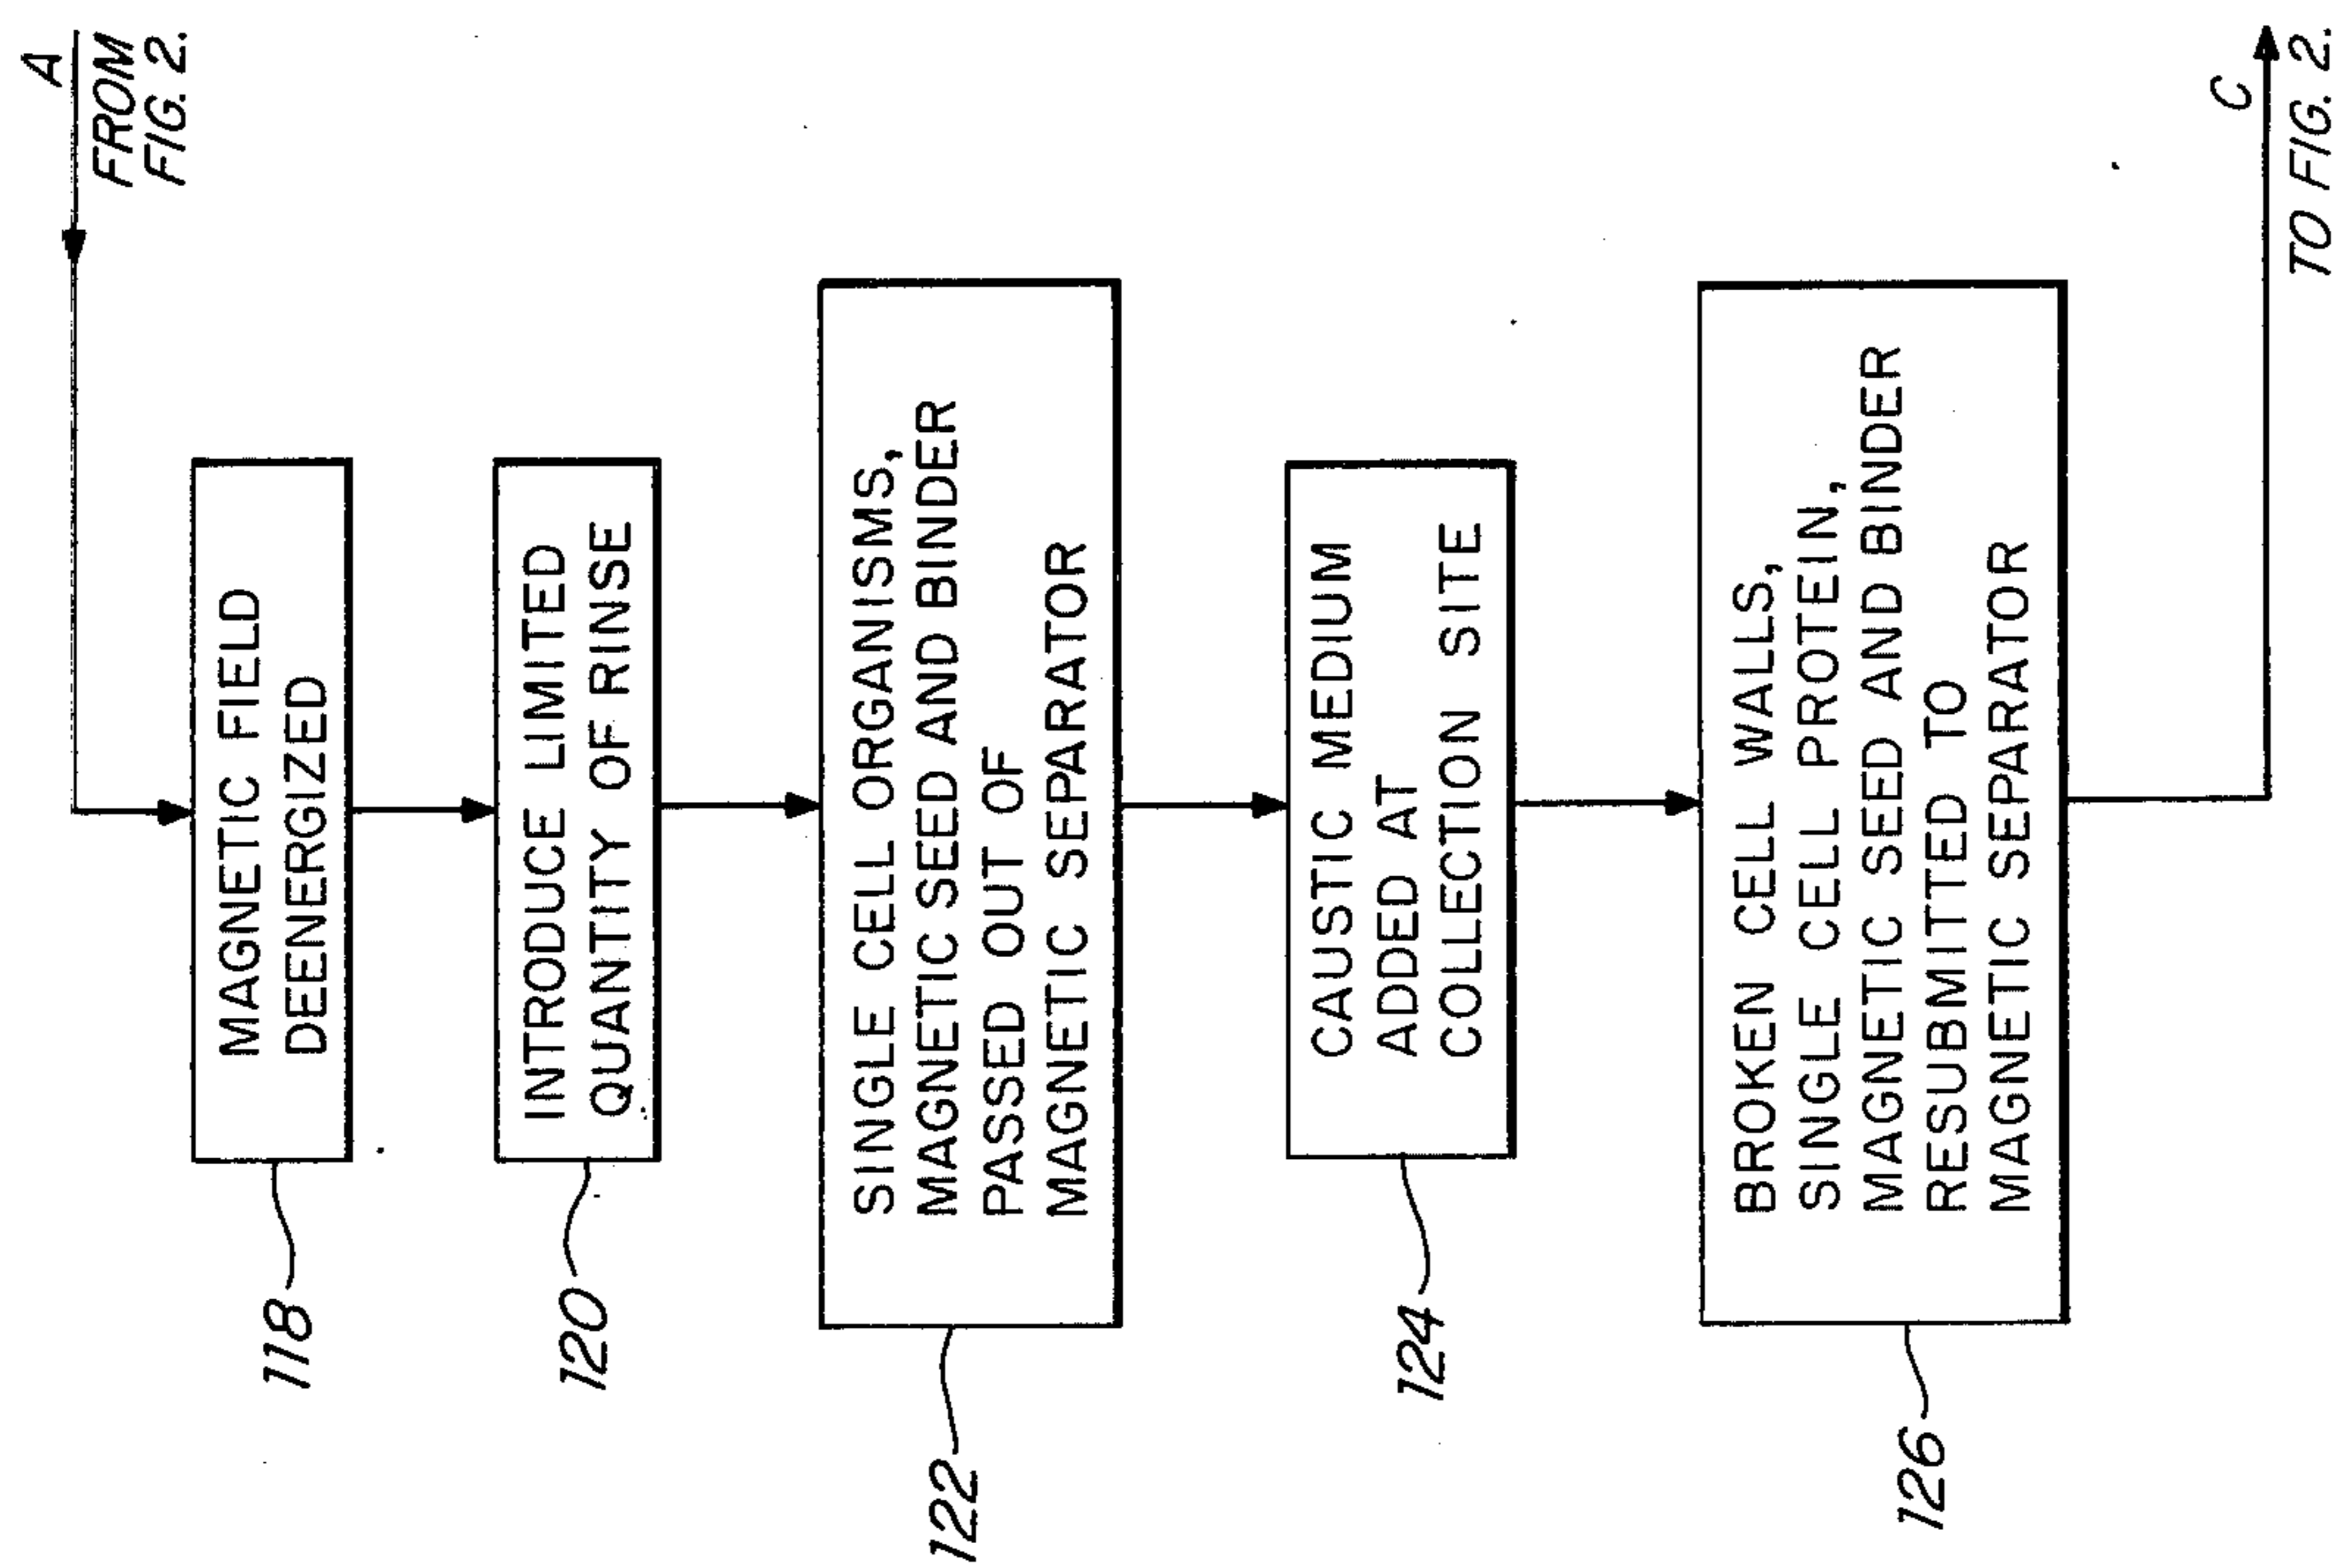 A
FROM
FIG. 2.
MAGNETIC FIELD
DEENERGIZED
118
INTRODUCE LIMITED
QUANTITY OF RINSE
120
SINGLE CELL ORGANISMS,
MAGNETIC SEED AND BINDER
PASSED OUT OF
MAGNETIC SEPARATOR
122
CAUSTIC MEDIUM
ADDED AT
COLLECTION SITE
124
BROKEN CELL WALLS,
SINGLE CELL PROTEIN,
MAGNETIC SEED AND BINDER
RESUBMITTED TO
MAGNETIC SEPARATOR
126
C
TO FIG. 2.